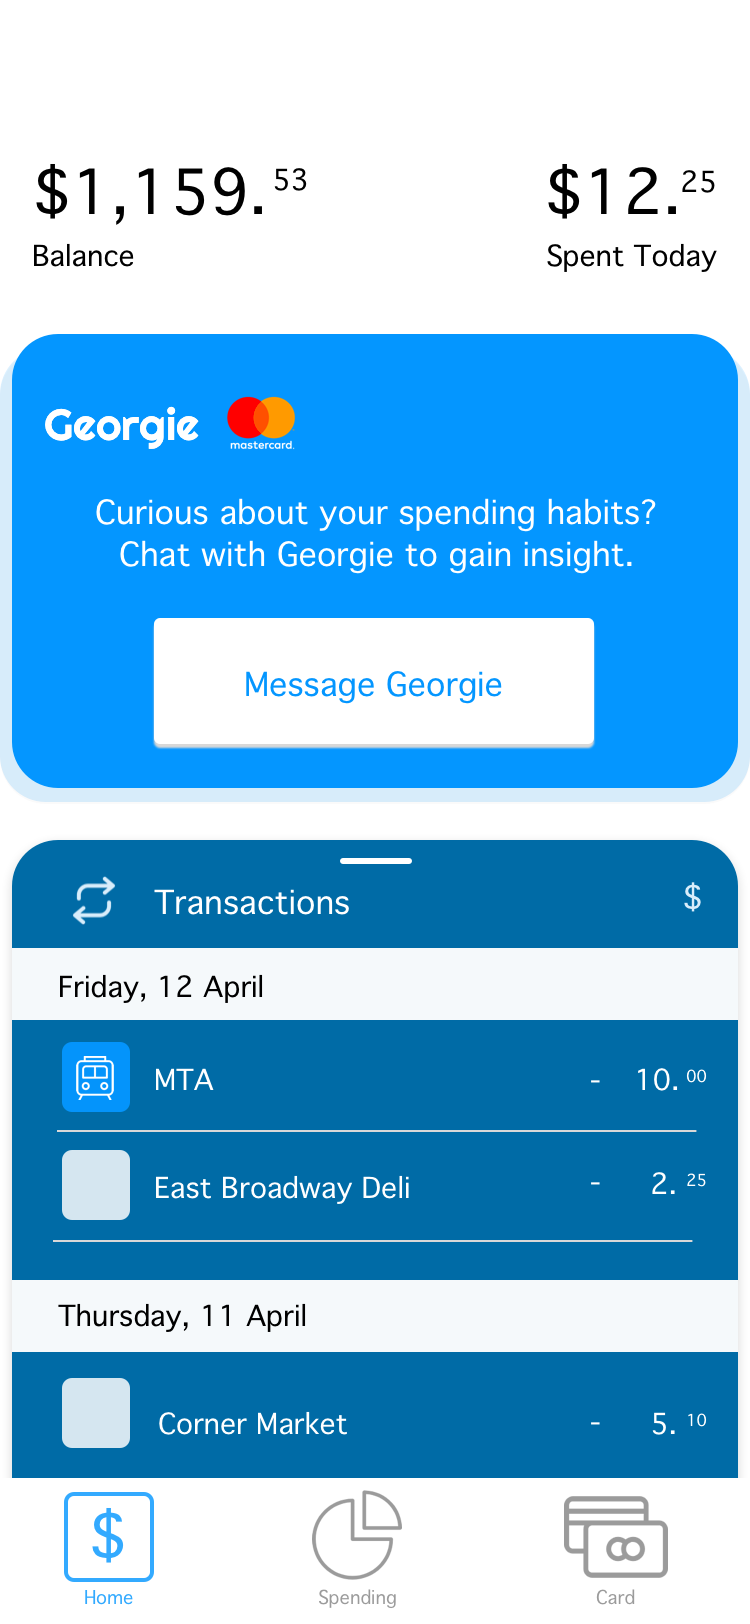 $1,159.53 $12.25
Balance Spent Today
Georgie mastercard.
Curious about your spending habits?
Chat with Georgie to gain insight.
Message Georgie
Transactions $
Friday, 12 April
MTA - 10.00
East Broadway Deli - 2.25
Thursday, 11 April
Corner Market - 5.10
$
Home Spending Card